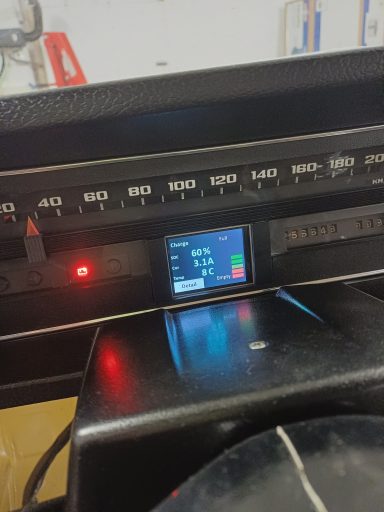 20 40 60 80 100 120 140 160 180 200
KM
Charge Full
SOC 60%
Cur 3.1A
Temp 8 C
Detail Empty